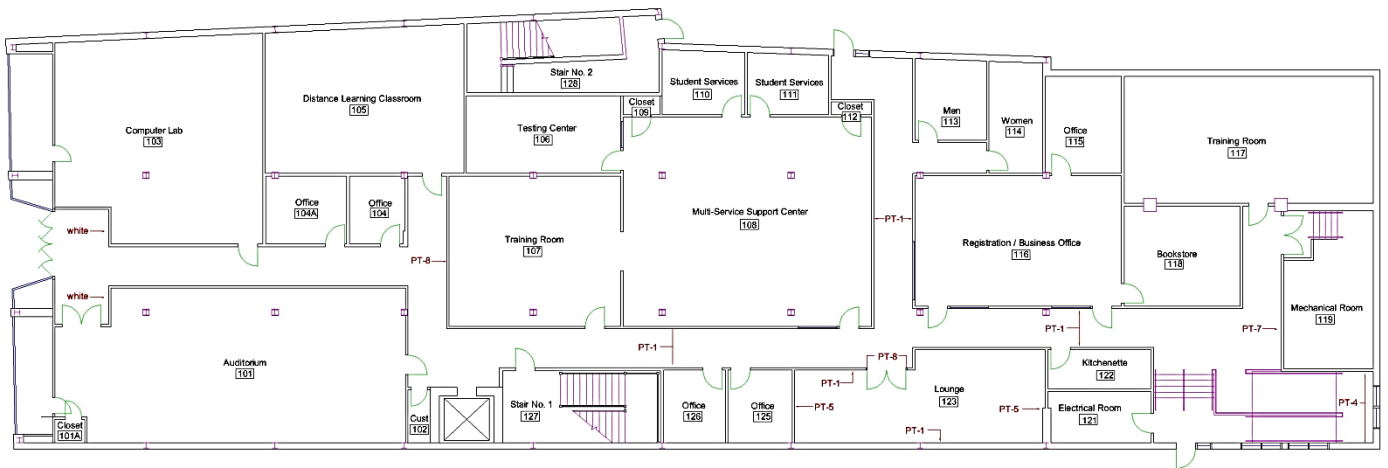 Stair No. 2
128
Student Services
110
Student Services
111
Distance Learning Classroom
105
Closet
109
Closet
112
Men
113
Women
114
Office
115
Training Room
117
Computer Lab
103
Testing Center
106
Office
104A
Office
104
Multi-Service Support Center
108
PT-1
white
Training Room
107
Registration / Business Office
116
Bookstore
118
PT-8
white
Mechanical Room
119
PT-1
PT-7
PT-1
PT-8
Auditorium
101
Kitchenette
122
PT-1
Lounge
123
Closet
101A
Cust
102
Stair No. 1
127
Office
126
Office
125
PT-5
PT-5
Electrical Room
121
PT-4
PT-1